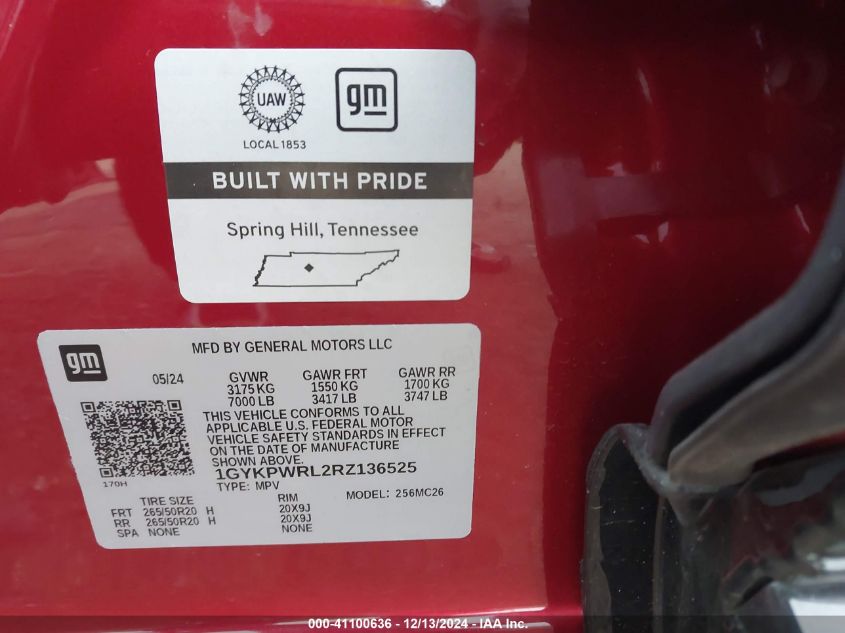 UAW
gm
LOCAL 1853
BUILT WITH PRIDE
Spring Hill, Tennessee
gm
MFD BY GENERAL MOTORS LLC
05/24 GVWR GAWR FRT GAWR RR
3175 KG 1550 KG 1700 KG
7000 LB 3417 LB 3747 LB
THIS VEHICLE CONFORMS TO ALL
APPLICABLE U.S. FEDERAL MOTOR
VEHICLE SAFETY STANDARDS IN EFFECT
ON THE DATE OF MANUFACTURE
SHOWN ABOVE.
170H
1GYKPWRL2RZ136525
TYPE: MPV MODEL: 256MC26
TIRE SIZE RIM
FRT 265/50R20 H 20X9J
RR 265/50R20 H 20X9J
SPA NONE NONE
000-41100636 - 12/13/2024 - IAA Inc.